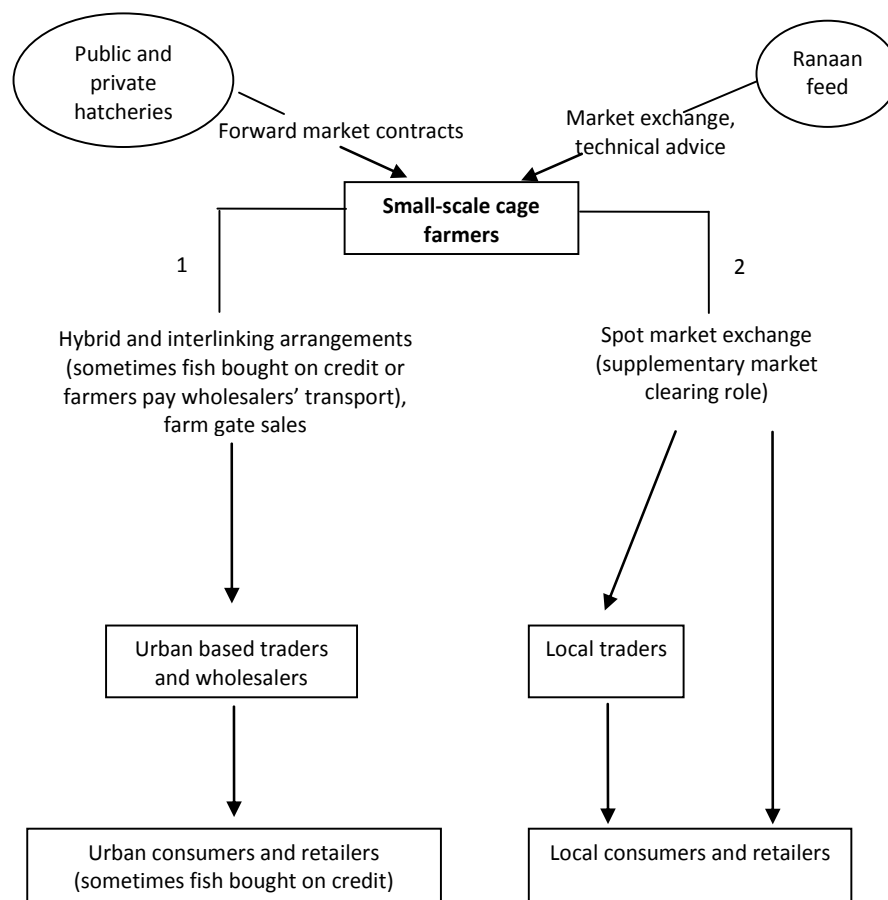 Public and
private
hatcheries
Ranaan
feed
Forward market contracts
Market exchange,
technical advice
Small-scale cage
farmers
1
2
Hybrid and interlinking arrangements
(sometimes fish bought on credit or
farmers pay wholesalers’ transport),
farm gate sales
Spot market exchange
(supplementary market
clearing role)
Urban based traders
and wholesalers
Local traders
Urban consumers and retailers
(sometimes fish bought on credit)
Local consumers and retailers